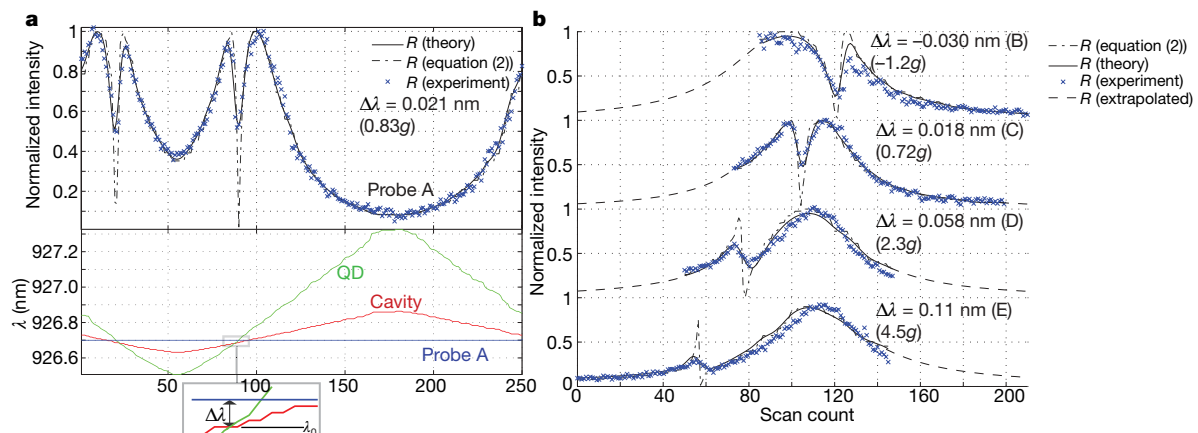 a
Normalized intensity
1
0.8
0.6
0.4
0.2
R (theory)
R (equation (2))
R (experiment)
Δλ = 0.021 nm
(0.83g)
Probe A
λ (nm)
927.2
927.0
926.8
926.6
QD
Cavity
Probe A
50
100
150
200
250
Δλ
λ0
b
Normalized intensity
1
0.5
1
0.5
1
0.5
1
0.5
0
Δλ = –0.030 nm (B)
(–1.2g)
Δλ = 0.018 nm (C)
(0.72g)
Δλ = 0.058 nm (D)
(2.3g)
Δλ = 0.11 nm (E)
(4.5g)
0
40
80
120
160
200
Scan count
R (equation (2))
R (theory)
R (experiment)
R (extrapolated)